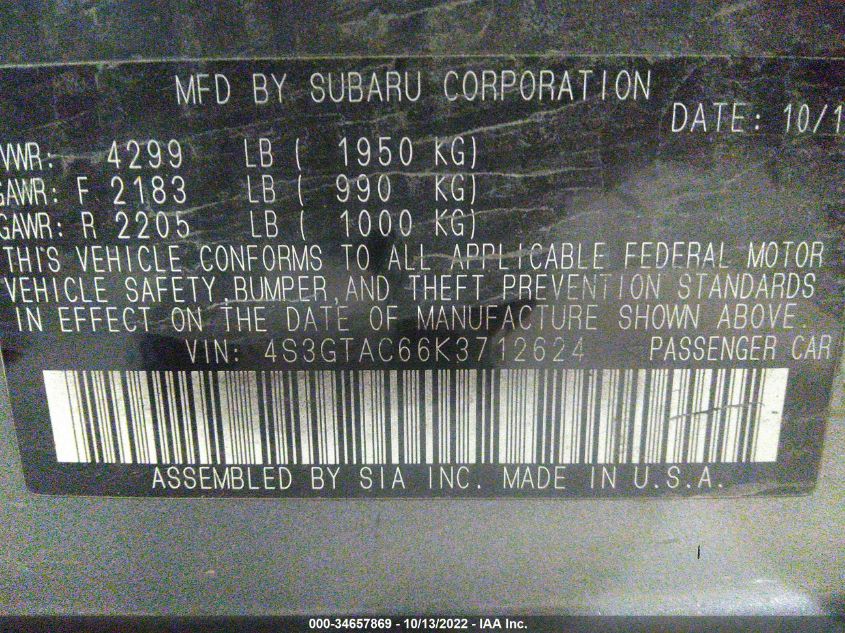 MFD BY SUBARU CORPORATION
DATE: 10/1
VWR: 4299 LB ( 1950 KG)
GAWR: F 2183 LB ( 990 KG)
GAWR: R 2205 LB ( 1000 KG)
THIS VEHICLE CONFORMS TO ALL APPLICABLE FEDERAL MOTOR
VEHICLE SAFETY,BUMPER,AND THEFT PREVENTION STANDARDS
IN EFFECT ON THE DATE OF MANUFACTURE SHOWN ABOVE.
VIN: 4S3GTAC66K3712624 PASSENGER CAR
ASSEMBLED BY SIA INC. MADE IN U.S.A.
000-34657869 - 10/13/2022 - IAA Inc.